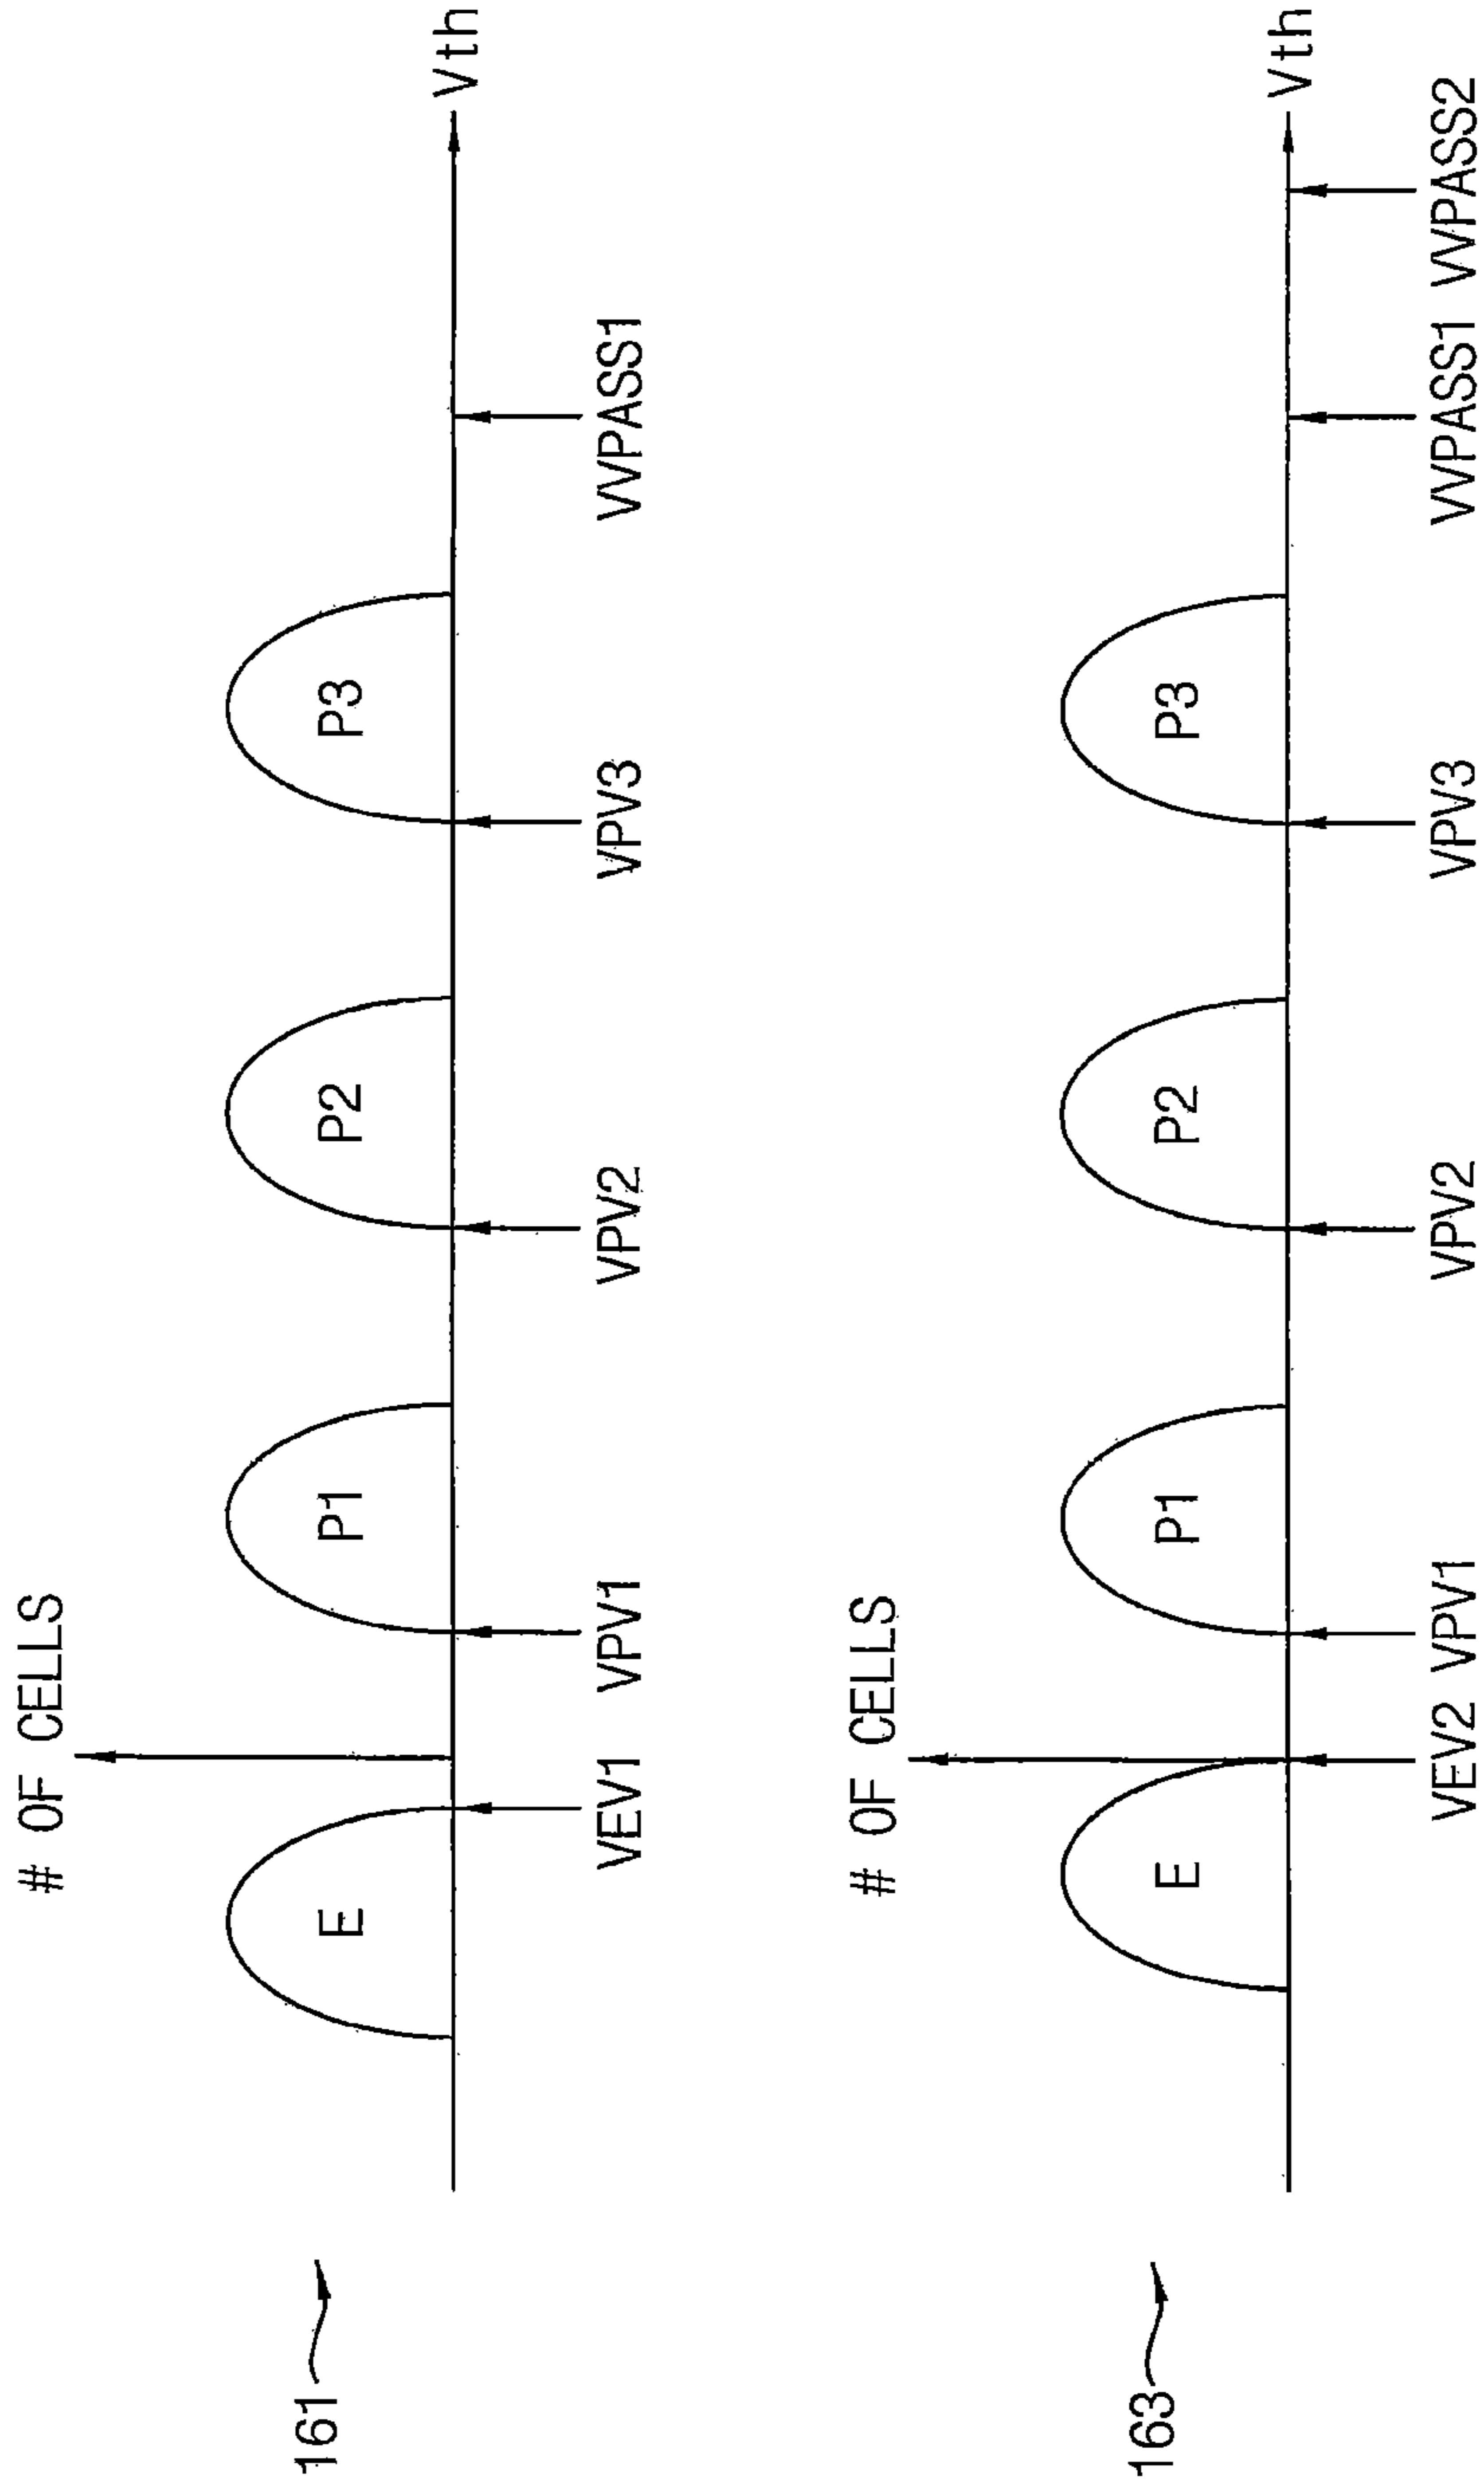 # OF CELLS
161
E
P1
P2
P3
Vth
VEV1
VPV1
VPV2
VPV3
VVPASS1
# OF CELLS
163
E
P1
P2
P3
Vth
VEV2
VPV1
VPV2
VPV3
VVPASS1
VVPASS2